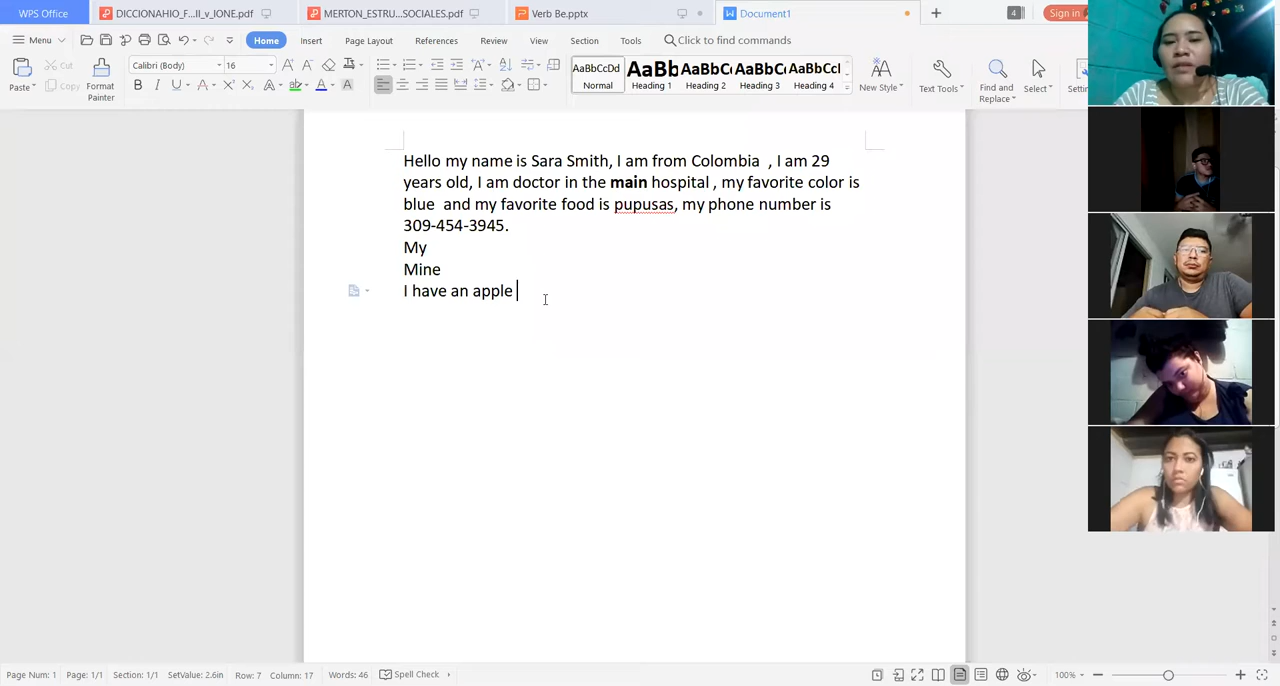 WPS Office
DICCIONAHIO_F...II_v_IONE.pdf
MERTON_ESTRU...SOCIALES.pdf
Verb Be.pptx
Document1
4
Sign in
Menu
Home
Insert
Page Layout
References
Review
View
Section
Tools
Click to find commands
Paste
Cut
Copy
Format Painter
Calibri (Body)
16
AaBbCcDd
Normal
AaBb
Heading 1
AaBbC
Heading 2
AaBbC
Heading 3
AaBbCcI
Heading 4
New Style
Text Tools
Find and Replace
Select
Hello my name is Sara Smith, I am from Colombia  , I am 29
years old, I am doctor in the main hospital , my favorite color is
blue  and my favorite food is pupusas, my phone number is
309-454-3945.
My
Mine
I have an apple
Page Num: 1
Page: 1/1
Section: 1/1
SetValue: 2.6in
Row: 7
Column: 17
Words: 46
Spell Check
100%